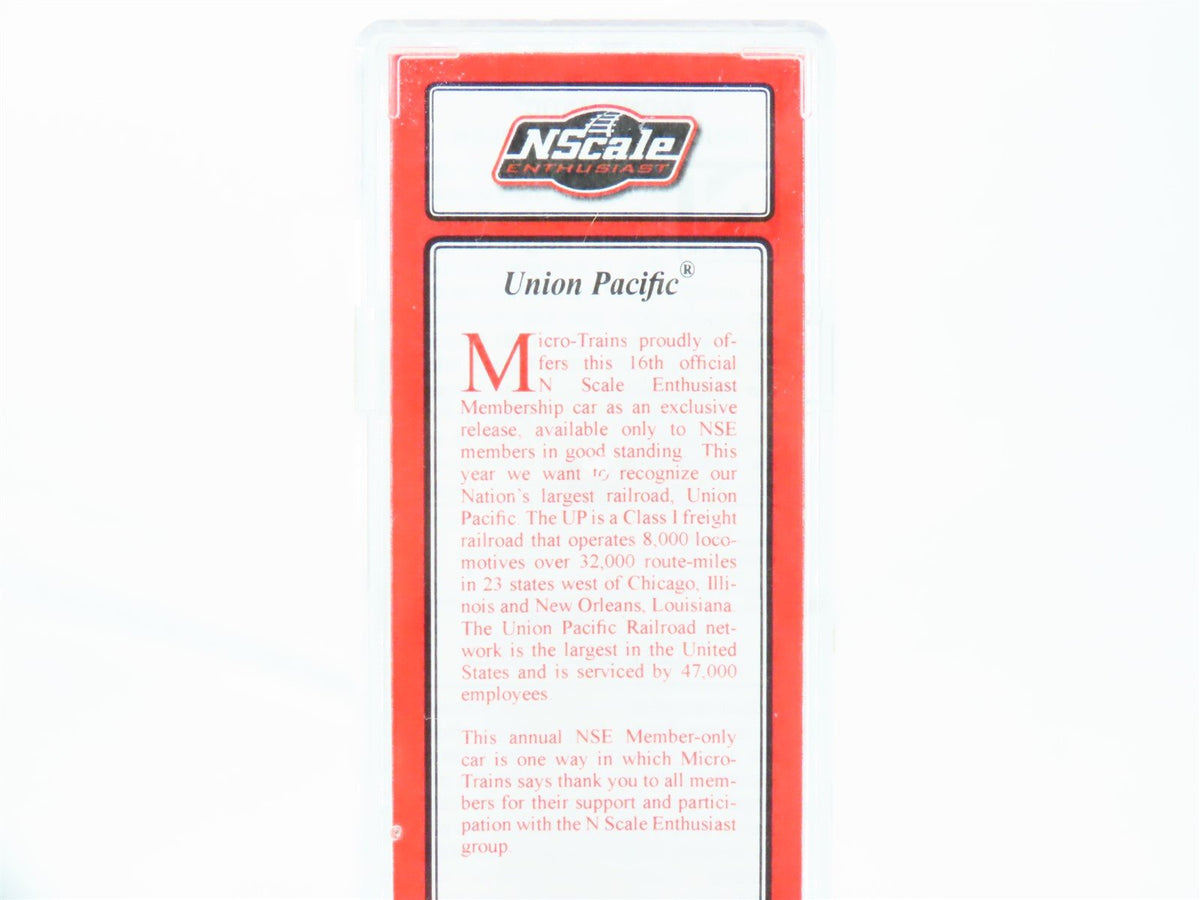 NScale
ENTHUSIAST
Union Pacific®
Micro-Trains proudly of-
fers this 16th official
N Scale Enthusiast
Membership car as an exclusive
release, available only to NSE
members in good standing. This
year we want to recognize our
Nation's largest railroad, Union
Pacific. The UP is a Class I freight
railroad that operates 8,000 loco-
motives over 32,000 route-miles
in 23 states west of Chicago, Illi-
nois and New Orleans, Louisiana.
The Union Pacific Railroad net-
work is the largest in the United
States and is serviced by 47,000
employees.
This annual NSE Member-only
car is one way in which Micro-
Trains says thank you to all mem-
bers for their support and partici-
pation with the N Scale Enthusiast
group.